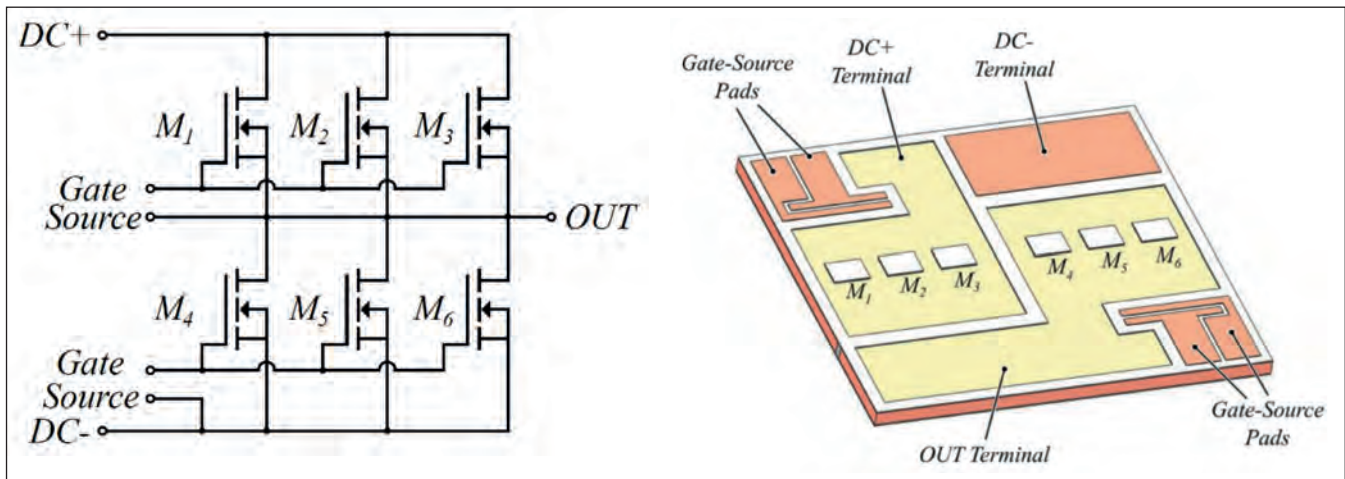 DC+
M1
M2
M3
Gate
Source
OUT
M4
M5
M6
Gate
Source
DC-
Gate-Source
Pads
DC+
Terminal
DC-
Terminal
M1
M2
M3
M4
M5
M6
Gate-Source
Pads
OUT Terminal